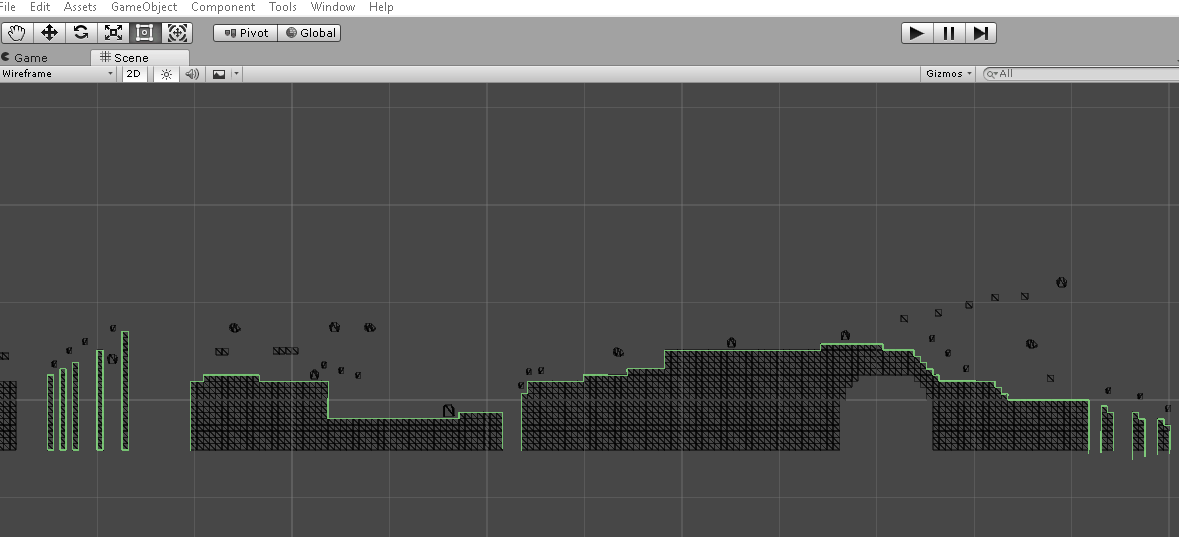 File Edit Assets GameObject Component Tools Window Help
Pivot Global
Game Scene
Wireframe 2D Gizmos All